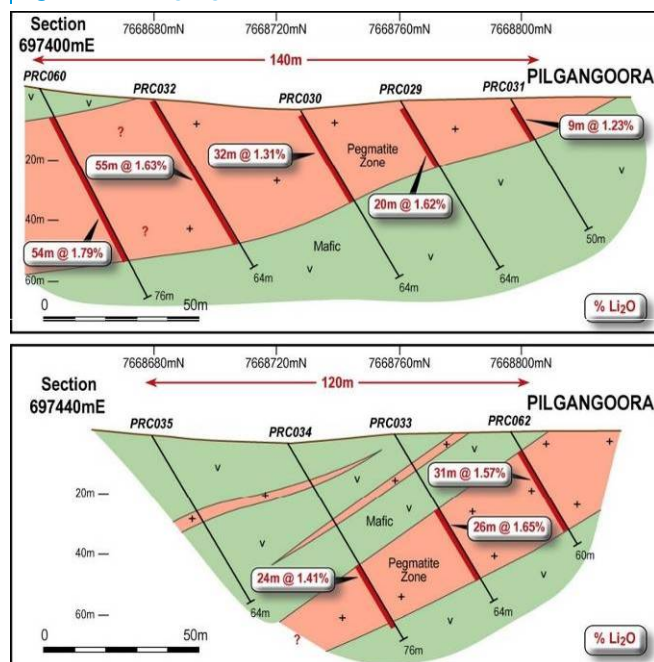 Section
697400mE
7668680mN
7668720mN
7668760mN
7668800mN
140m
PILGANGOORA
PRC060
PRC032
PRC030
PRC029
PRC031
v
v
?
+
+
+
9m @ 1.23%
32m @ 1.31%
Pegmatite
Zone
55m @ 1.63%
20m
+
v
v
20m @ 1.62%
40m
?
+
Mafic
v
v
50m
54m @ 1.79%
v
60m
76m
64m
64m
64m
0
50m
% Li₂O
7668680mN
7668720mN
7668760mN
7668800mN
Section
697440mE
120m
PILGANGOORA
PRC035
PRC034
PRC033
PRC062
v
v
+
+
+
31m @ 1.57%
20m
+
+
+
v
Mafic
26m @ 1.65%
+
+
40m
v
Pegmatite
Zone
24m @ 1.41%
+
+
60m
v
60m
64m
+
v
64m
?
76m
0
50m
% Li₂O